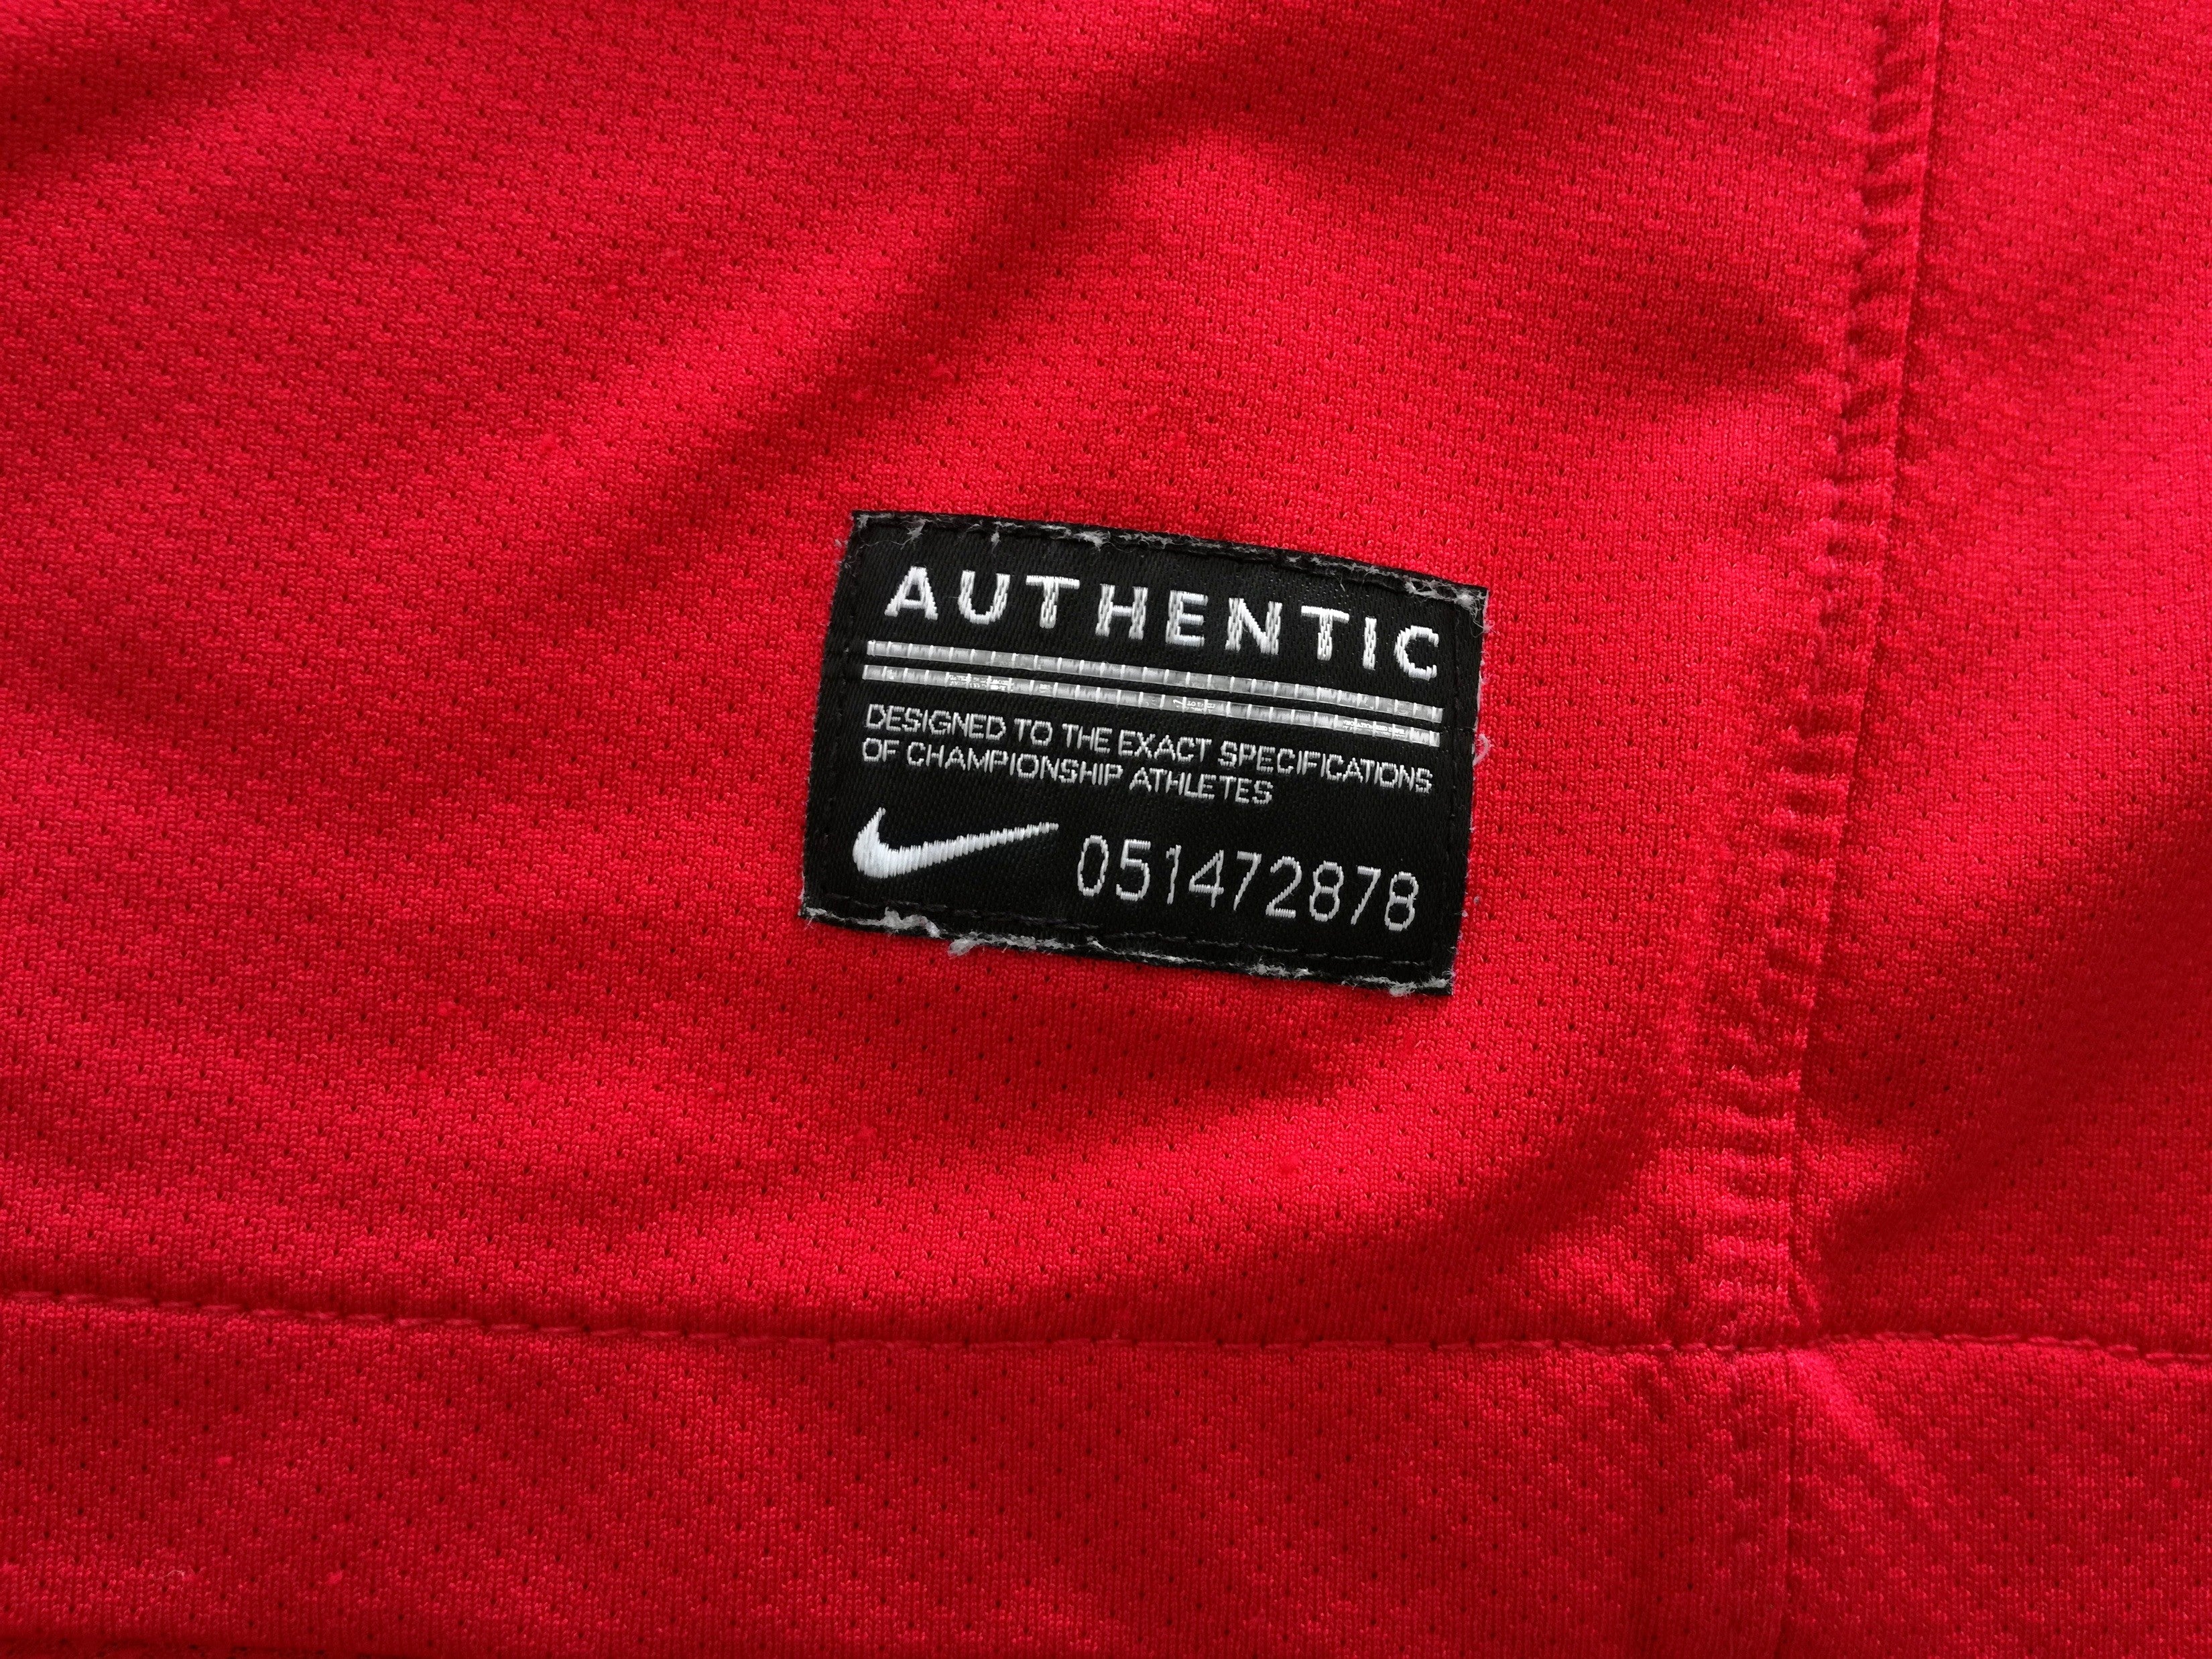 AUTHENTIC
DESIGNED TO THE EXACT SPECIFICATIONS
OF CHAMPIONSHIP ATHLETES
051472878